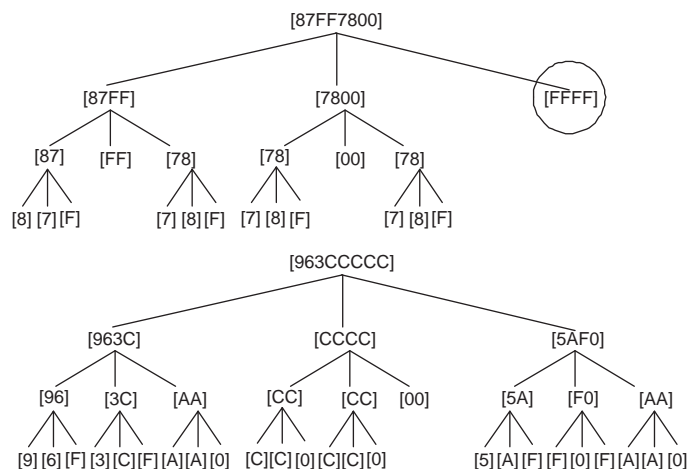 [87FF7800]
[87FF] [7800] [FFFF]
[87] [FF] [78] [78] [00] [78]
[8] [7] [F] [7] [8] [F] [7] [8] [F] [7] [8] [F]
[963CCCCC]
[963C] [CCCC] [5AF0]
[96] [3C] [AA] [CC] [CC] [00] [5A] [F0] [AA]
[9] [6] [F] [3] [C] [F] [A] [A] [0] [C] [C] [0] [C] [C] [0] [5] [A] [F] [F] [0] [F] [A] [A] [0]